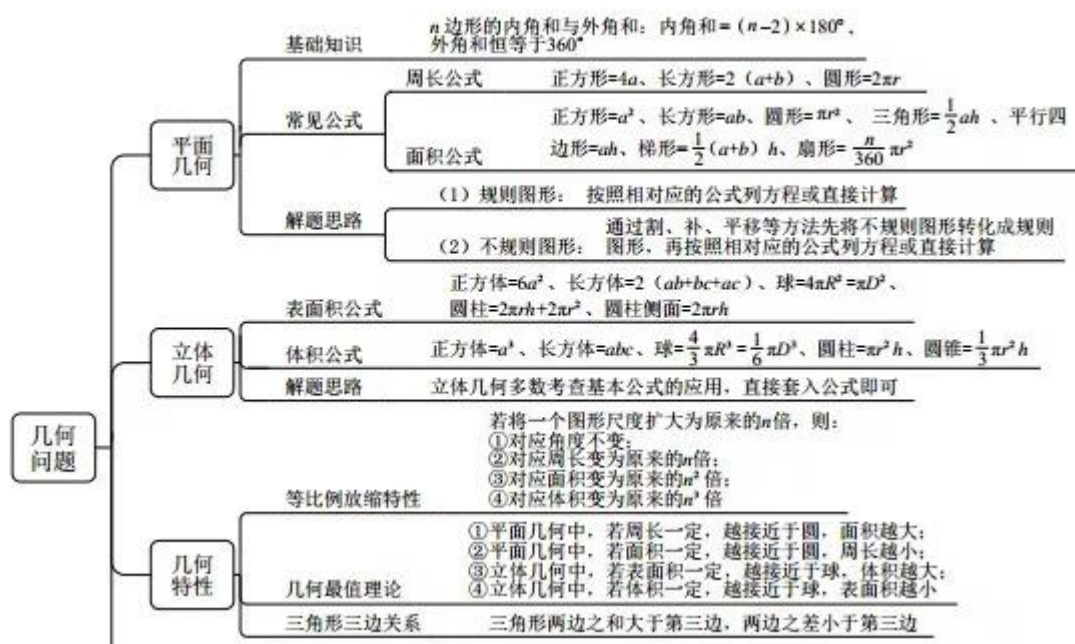 几何
问题
平面
几何
基础知识
n 边形的内角和与外角和：内角和=(n-2)×180°，
外角和恒等于360°
常见公式
周长公式
正方形=4a、长方形=2（a+b）、圆形=2πr
面积公式
正方形=a²、长方形=ab、圆形=πr²、 三角形=\frac{1}{2}ah 、平行四
边形=ah、梯形=\frac{1}{2}(a+b) h、扇形= \frac{n}{360} πr²
解题思路
（1）规则图形： 按照相对应的公式列方程或直接计算
（2）不规则图形：
通过割、补、平移等方法先将不规则图形转化成规则
图形，再按照相对应的公式列方程或直接计算
立体
几何
表面积公式
正方体=6a²、长方体=2（ab+bc+ac）、球=4πR²=πD²、
圆柱=2πrh+2πr²、圆柱侧面=2πrh
体积公式
正方体=a³、长方体=abc、球=\frac{4}{3}πR³=\frac{1}{6}πD³、圆柱=πr²h、圆锥=\frac{1}{3}πr²h
解题思路
立体几何多数考查基本公式的应用，直接套入公式即可
几何
特性
等比例放缩特性
若将一个图形尺度扩大为原来的n倍，则：
①对应角度不变；
②对应周长变为原来的n倍；
③对应面积变为原来的n²倍；
④对应体积变为原来的n³倍
几何最值理论
①平面几何中，若周长一定，越接近于圆，面积越大；
②平面几何中，若面积一定，越接近于圆，周长越小；
③立体几何中，若表面积一定，越接近于球，体积越大；
④立体几何中，若体积一定，越接近于球，表面积越小
三角形三边关系
三角形两边之和大于第三边，两边之差小于第三边